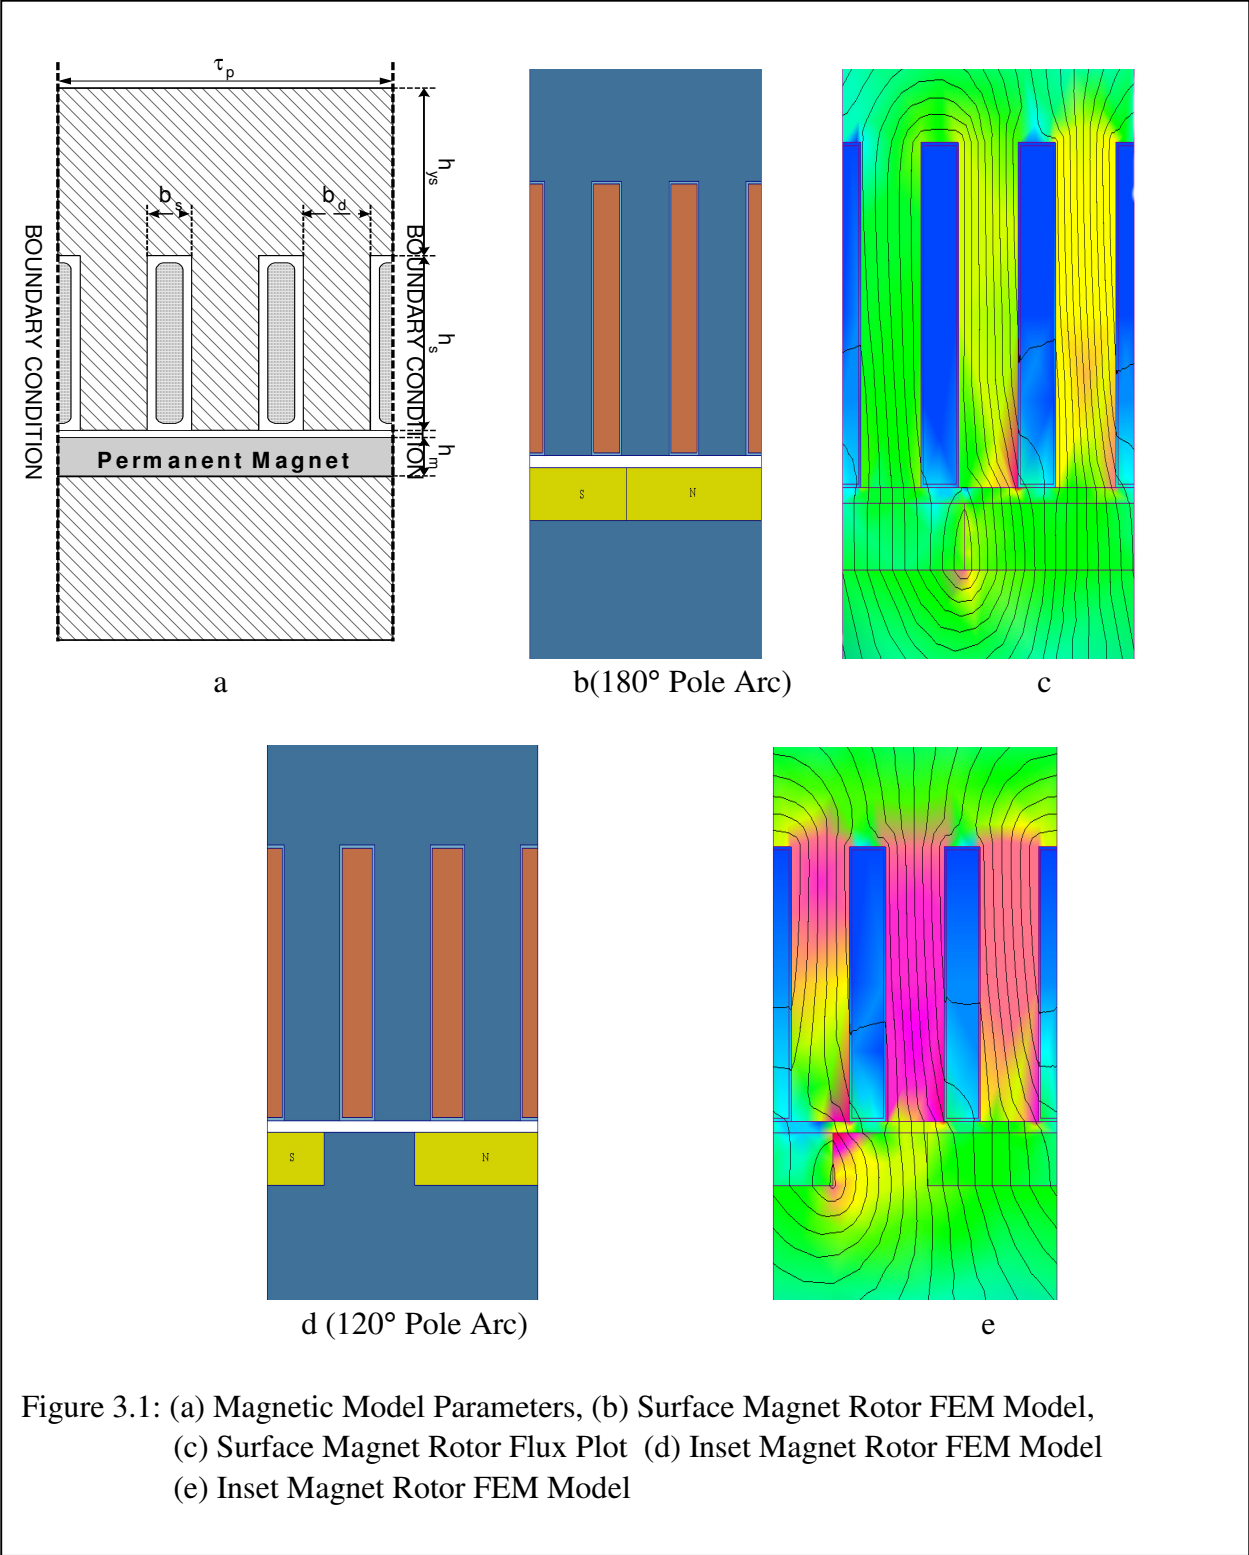 τp
hys
bs
bd
BOUNDARY CONDITION
BOUNDARY CONDITION
hs
hm
Permanent Magnet
S
N
a
b(180° Pole Arc)
c
S
N
d (120° Pole Arc)
e
Figure 3.1: (a) Magnetic Model Parameters, (b) Surface Magnet Rotor FEM Model,
(c) Surface Magnet Rotor Flux Plot (d) Inset Magnet Rotor FEM Model
(e) Inset Magnet Rotor FEM Model